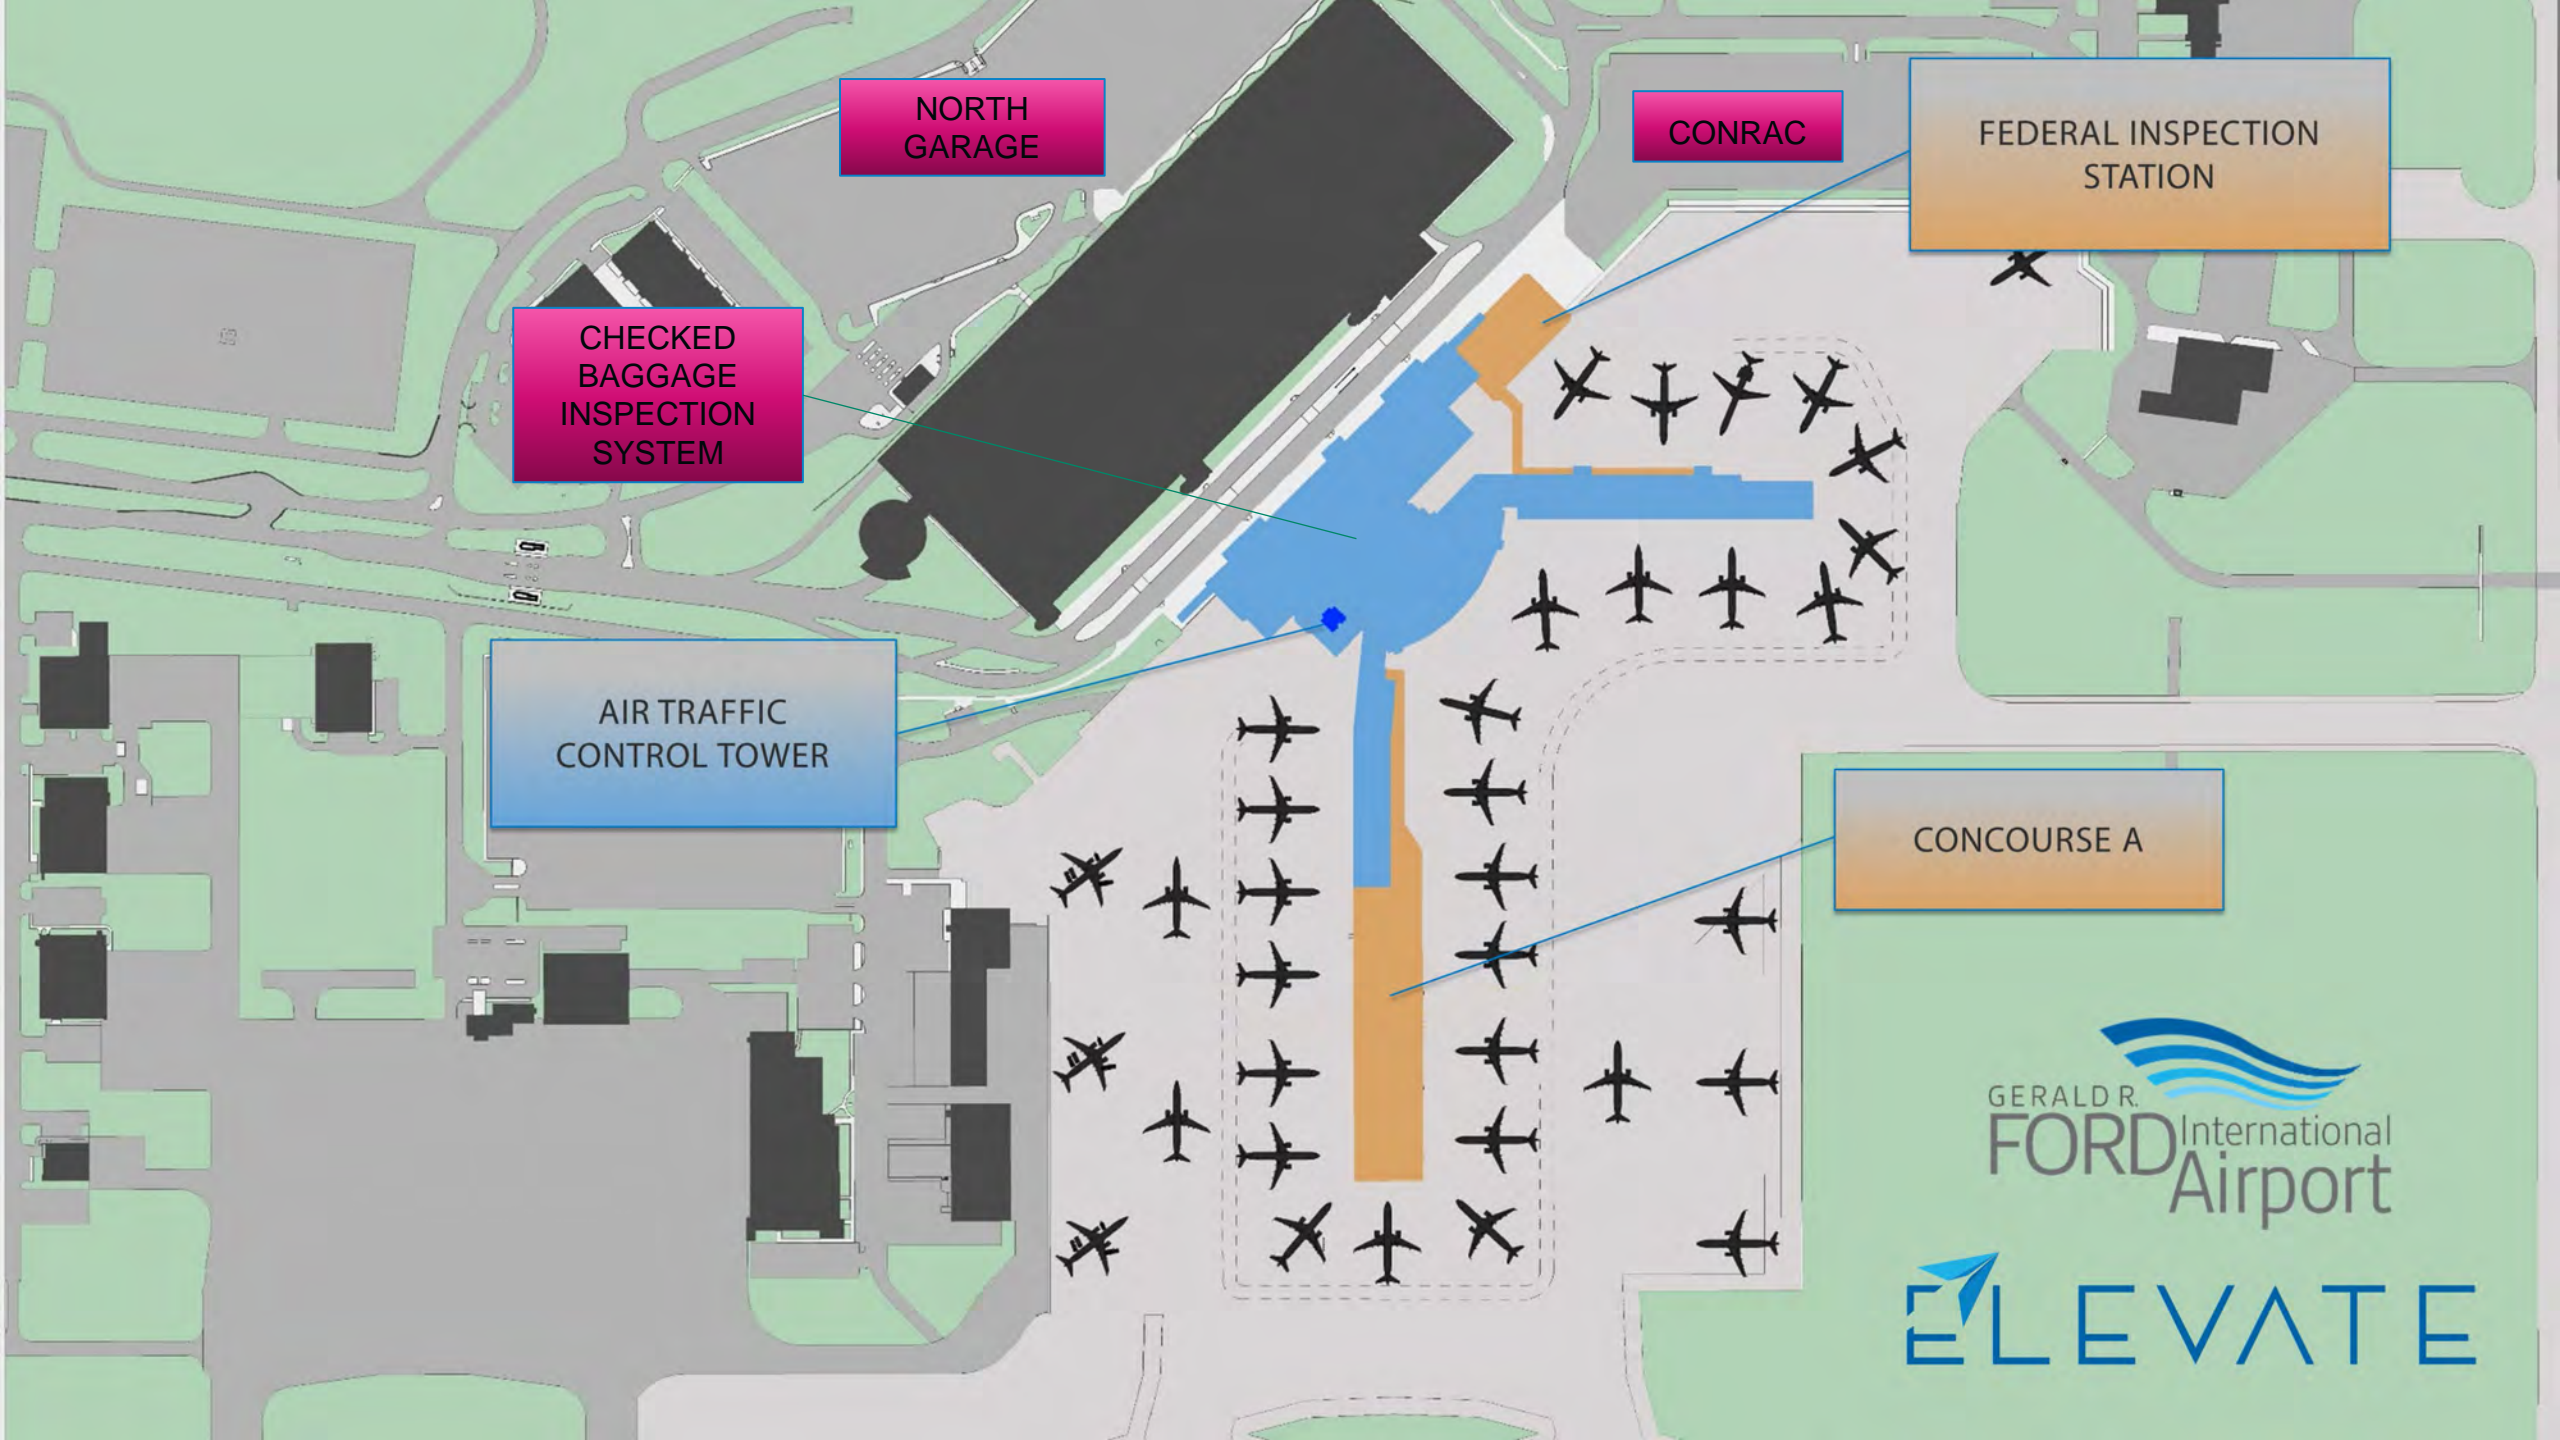 NORTH
GARAGE
CONRAC
FEDERAL INSPECTION
STATION
CHECKED
BAGGAGE
INSPECTION
SYSTEM
AIR TRAFFIC
CONTROL TOWER
CONCOURSE A
GERALD R.
FORD International
Airport
ELEVATE